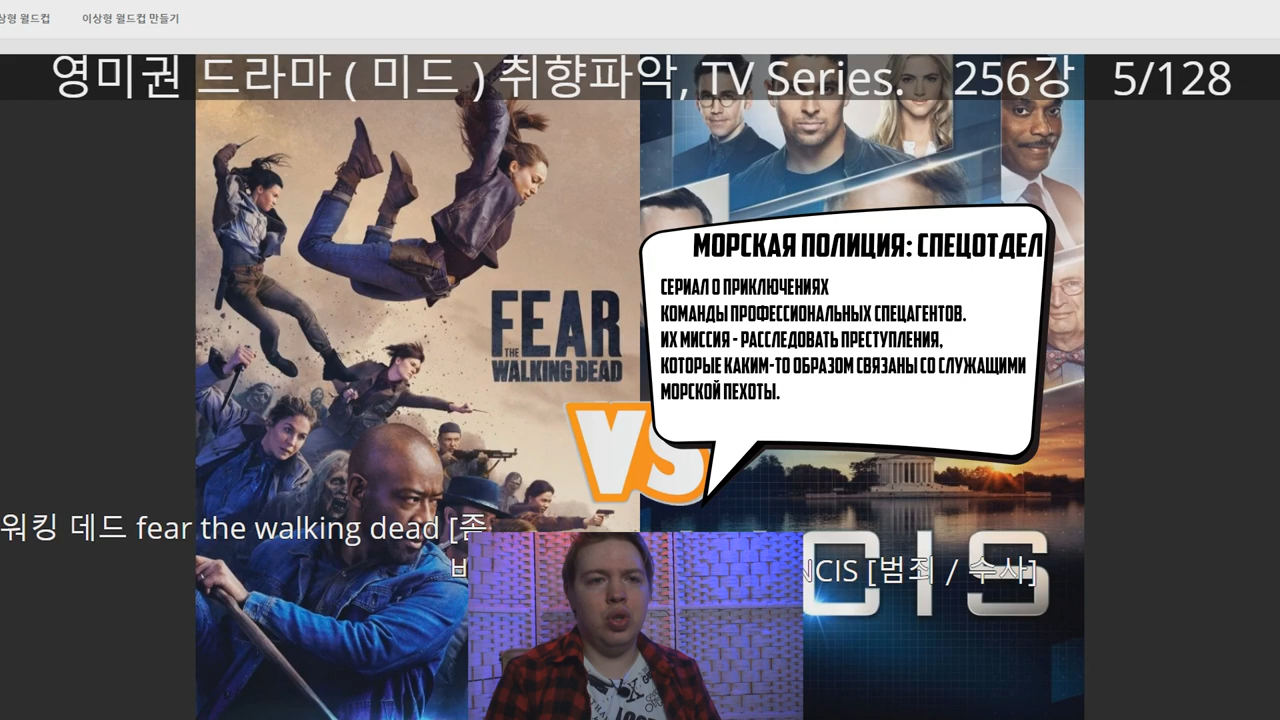 상형 월드컵 이상형 월드컵 만들기
영미권 드라마 ( 미드 ) 취향파악, TV Series. 256강 5/128
FEAR
THE
WALKING DEAD
VS
МОРСКАЯ ПОЛИЦИЯ: СПЕЦОТДЕЛ
СЕРИАЛ О ПРИКЛЮЧЕНИЯХ
КОМАНДЫ ПРОФЕССИОНАЛЬНЫХ СПЕЦАГЕНТОВ.
ИХ МИССИЯ - РАССЛЕДОВАТЬ ПРЕСТУПЛЕНИЯ,
КОТОРЫЕ КАКИМ-ТО ОБРАЗОМ СВЯЗАНЫ СО СЛУЖАЩИМИ
МОРСКОЙ ПЕХОТЫ.
워킹 데드 fear the walking dead [좀
NCIS [범죄 / 수사]
CIS